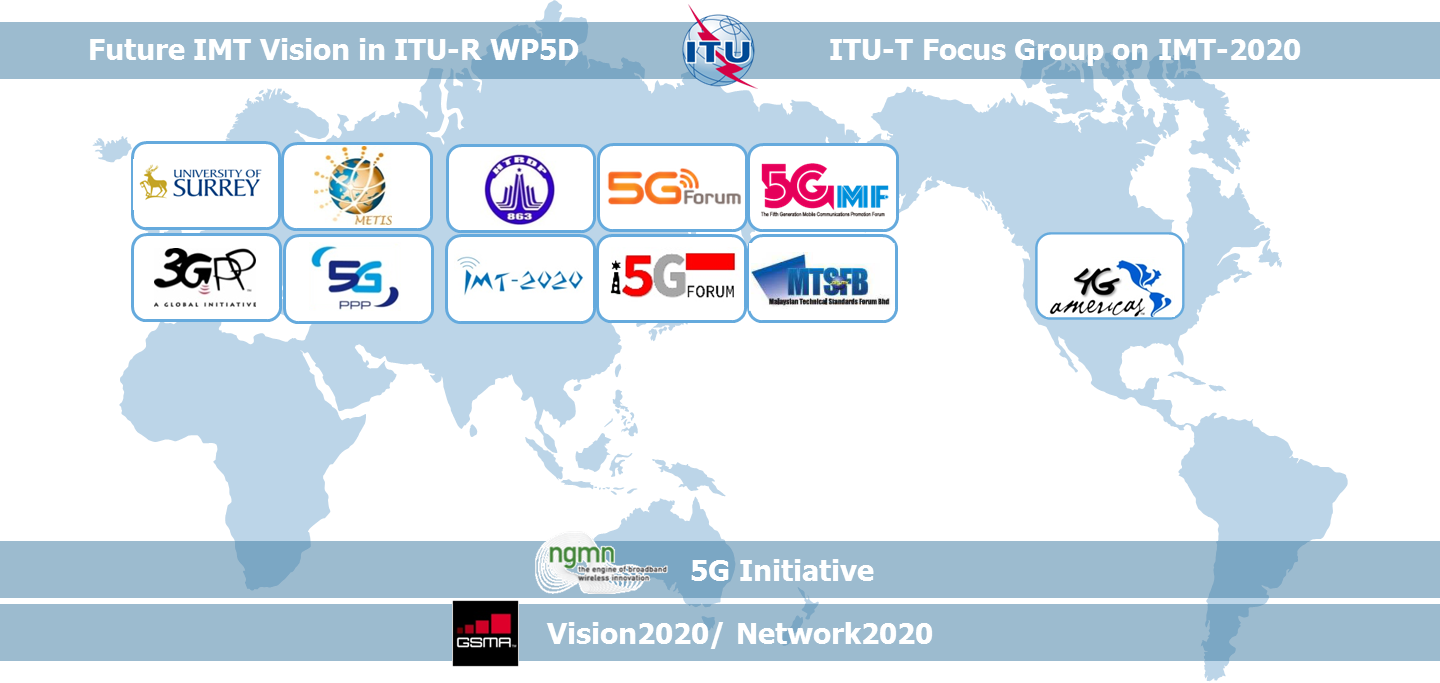 Future IMT Vision in ITU-R WP5D
ITU
ITU-T Focus Group on IMT-2020
UNIVERSITY OF
SURREY
METIS
HTRDP
863
5G Forum
5G IMF
The Fifth Generation Mobile Communications Promotion Forum
3GPP
A GLOBAL INITIATIVE
5G
PPP
IMT-2020
i5G FORUM
MTSFB
Malaysian Technical Standards Forum Bhd
4G
americas
ngmn
the engine of broadband
wireless innovation
5G Initiative
GSMA
Vision2020/ Network2020